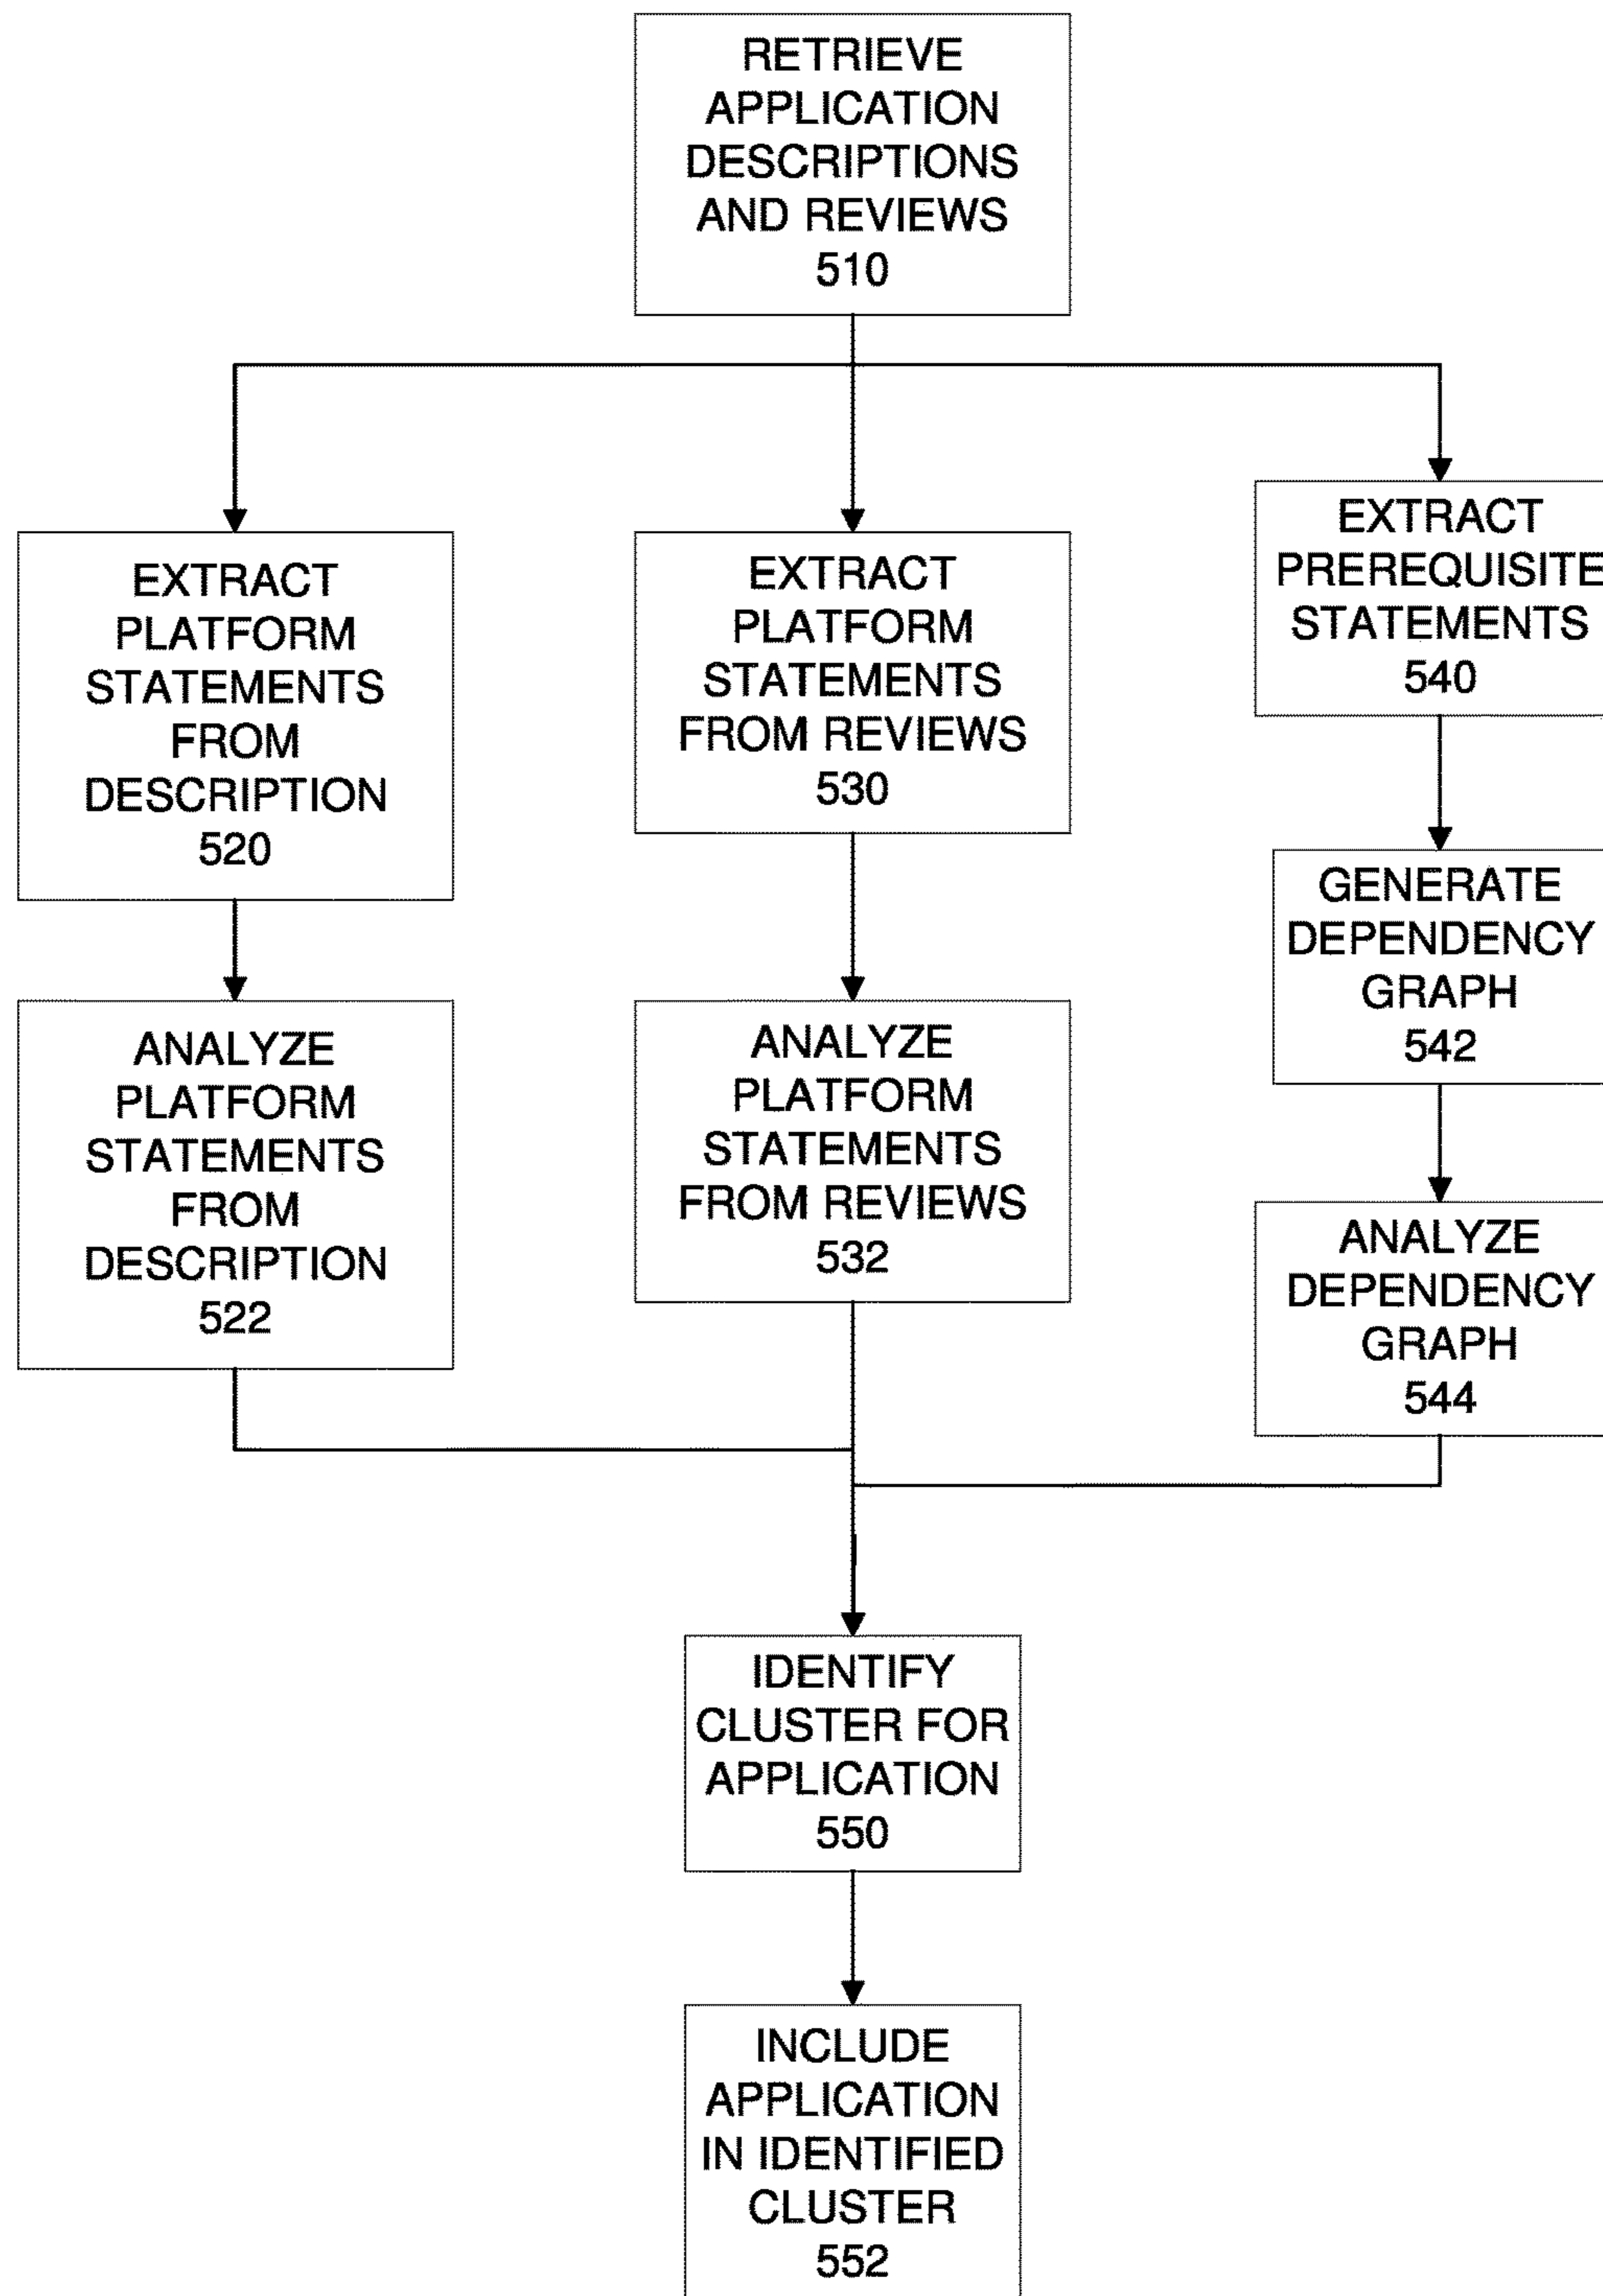 RETRIEVE
APPLICATION
DESCRIPTIONS
AND REVIEWS
510
EXTRACT
PLATFORM
STATEMENTS
FROM
DESCRIPTION
520
EXTRACT
PLATFORM
STATEMENTS
FROM REVIEWS
530
EXTRACT
PREREQUISITE
STATEMENTS
540
GENERATE
DEPENDENCY
GRAPH
542
ANALYZE
PLATFORM
STATEMENTS
FROM
DESCRIPTION
522
ANALYZE
PLATFORM
STATEMENTS
FROM REVIEWS
532
ANALYZE
DEPENDENCY
GRAPH
544
IDENTIFY
CLUSTER FOR
APPLICATION
550
INCLUDE
APPLICATION
IN IDENTIFIED
CLUSTER
552